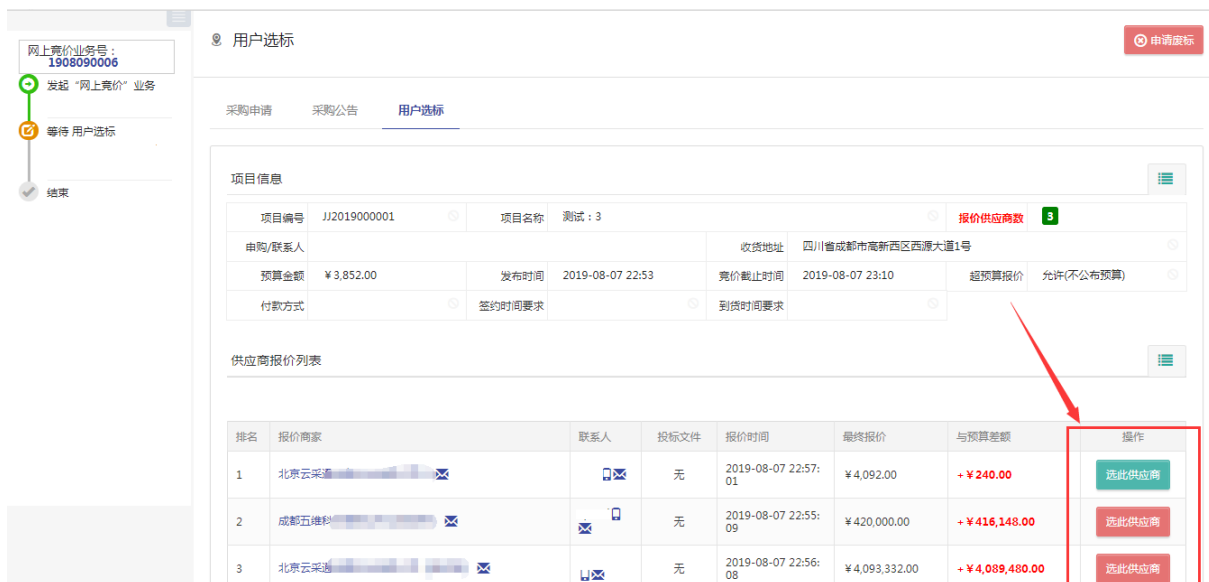 网上竞价业务号：
1908090006
发起“网上竞价”业务
等待 用户选标
结束
用户选标
申请废标
采购申请 采购公告 用户选标
项目信息
项目编号 JJ2019000001 项目名称 测试：3 报价供应商数 3
申购/联系人 收货地址 四川省成都市高新西区西源大道1号
预算金额 ￥3,852.00 发布时间 2019-08-07 22:53 竞价截止时间 2019-08-07 23:10 超预算报价 允许(不公布预算)
付款方式 签约时间要求 到货时间要求
供应商报价列表
排名 报价商家 联系人 投标文件 报价时间 最终报价 与预算差额 操作
1 北京云采 无 2019-08-07 22:57:01 ￥4,092.00 +￥240.00 选此供应商
2 成都五维科 无 2019-08-07 22:55:09 ￥420,000.00 +￥416,148.00 选此供应商
3 北京云采 无 2019-08-07 22:56:08 ￥4,093,332.00 +￥4,089,480.00 选此供应商